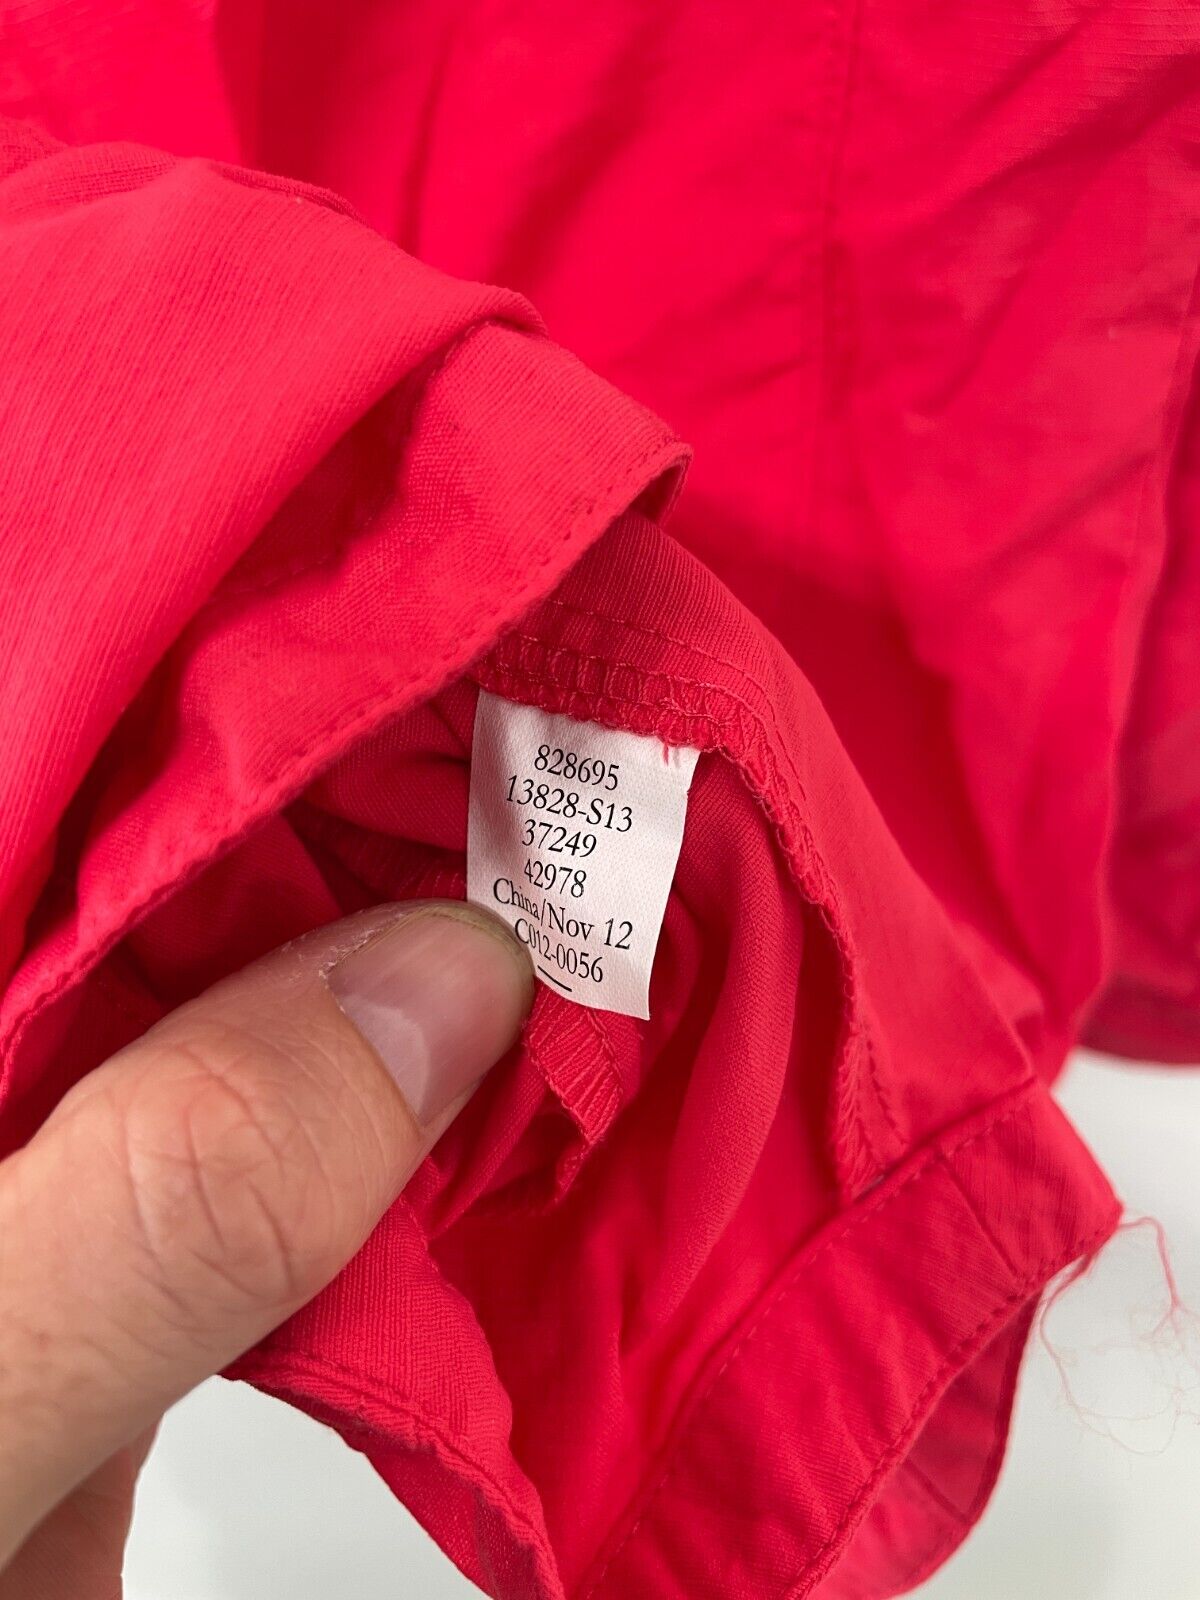 828695
13828-S13
37249
42978
China/Nov 12
C012-0056